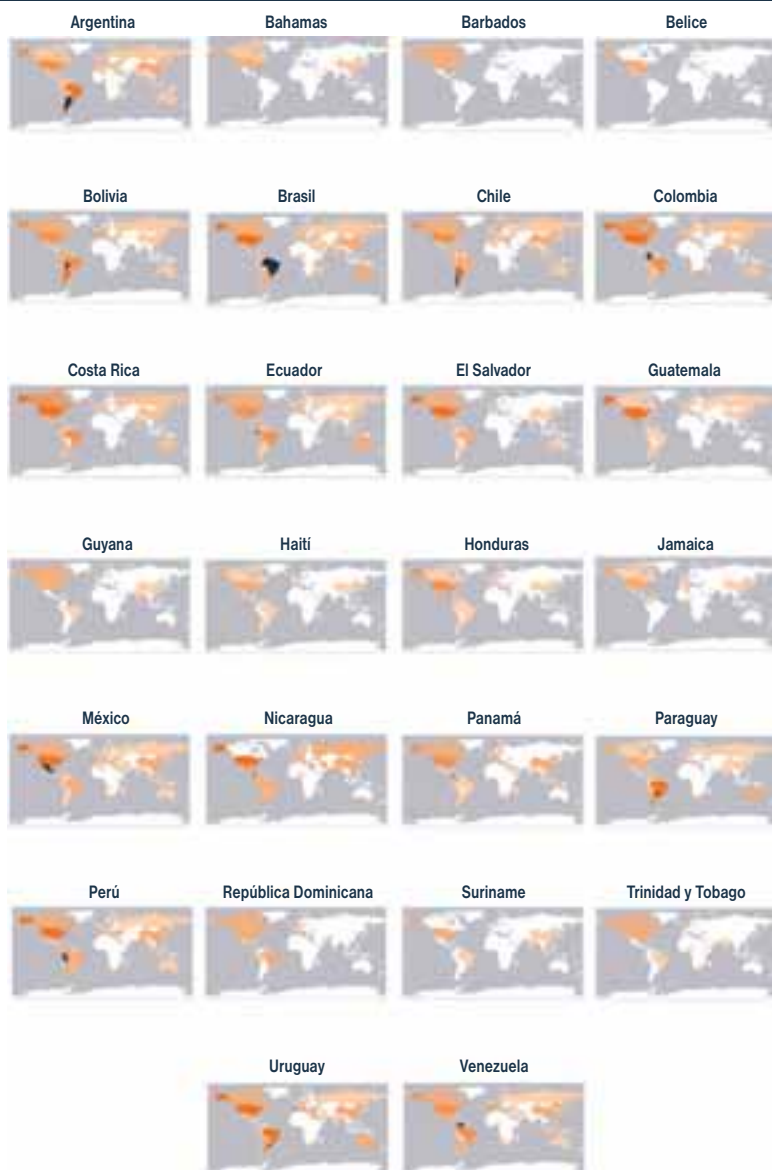 Argentina Bahamas Barbados Belice
Bolivia Brasil Chile Colombia
Costa Rica Ecuador El Salvador Guatemala
Guyana Haití Honduras Jamaica
México Nicaragua Panamá Paraguay
Perú República Dominicana Suriname Trinidad y Tobago
Uruguay Venezuela